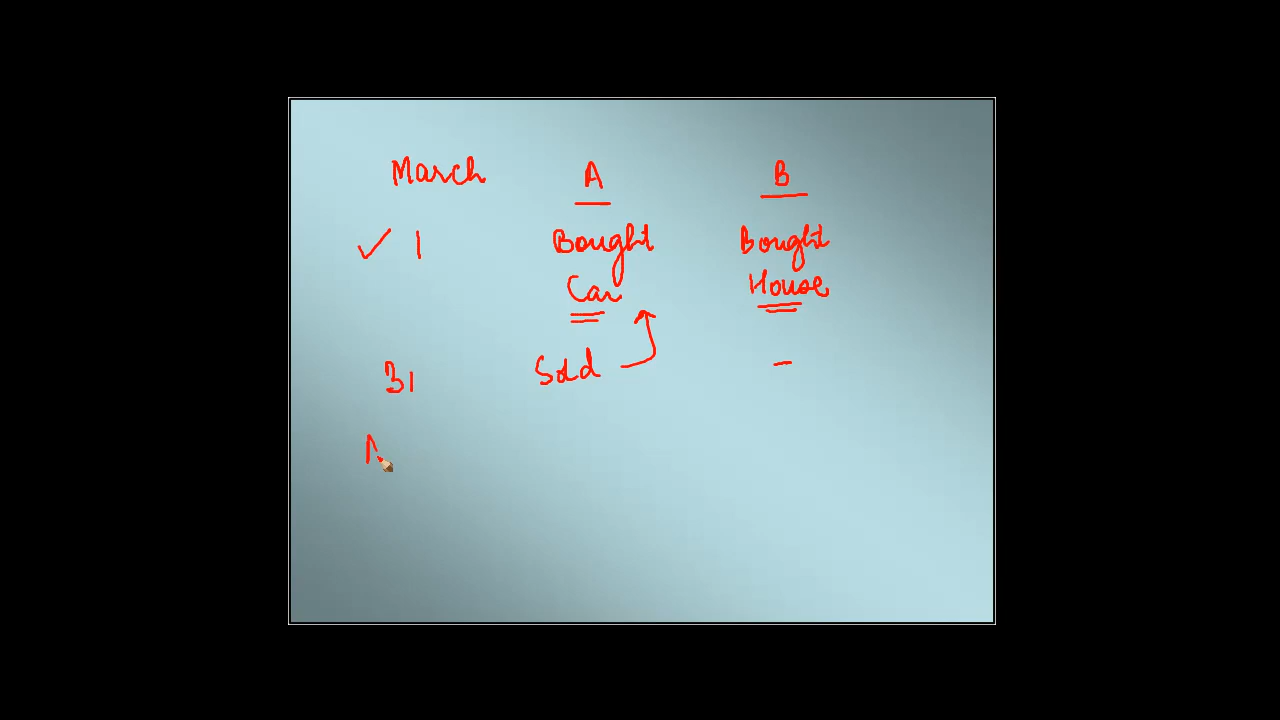 March A B
✓ 1 Bought Bought
Car House
31 Sold –